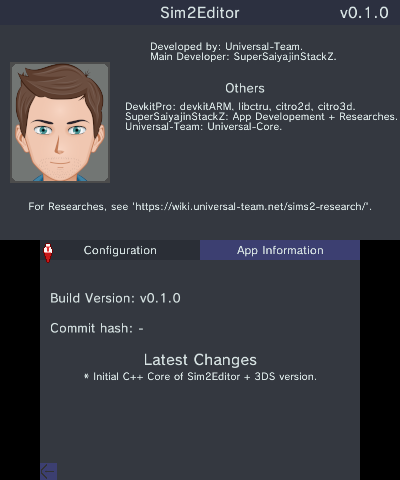 Sim2Editor v0.1.0
Developed by: Universal-Team.
Main Developer: SuperSaiyajinStackZ.
Others
DevkitPro: devkitARM, libctru, citro2d, citro3d.
SuperSaiyajinStackZ: App Developement + Researches.
Universal-Team: Universal-Core.
For Researches, see 'https://wiki.universal-team.net/sims2-research/'.
Configuration App Information
Build Version: v0.1.0
Commit hash: -
Latest Changes
* Initial C++ Core of Sim2Editor + 3DS version.